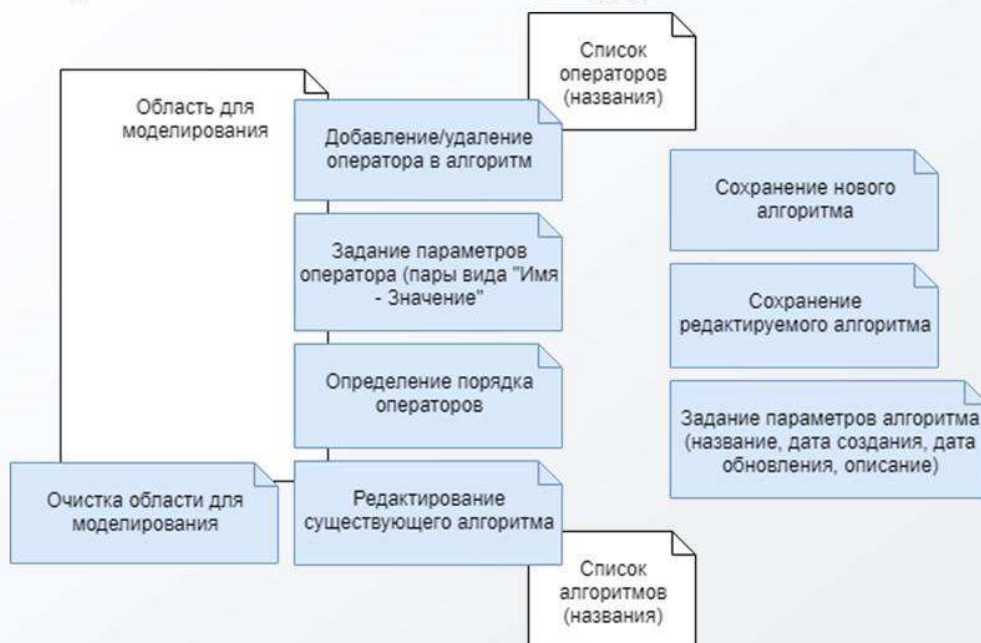 Список
операторов
(названия)
Область для
моделирования
Добавление/удаление
оператора в алгоритм
Задание параметров
оператора (пары вида "Имя
- Значение"
Определение порядка
операторов
Очистка области для
моделирования
Редактирование
существующего алгоритма
Список
алгоритмов
(названия)
Сохранение нового
алгоритма
Сохранение
редактируемого алгоритма
Задание параметров алгоритма
(название, дата создания, дата
обновления, описание)